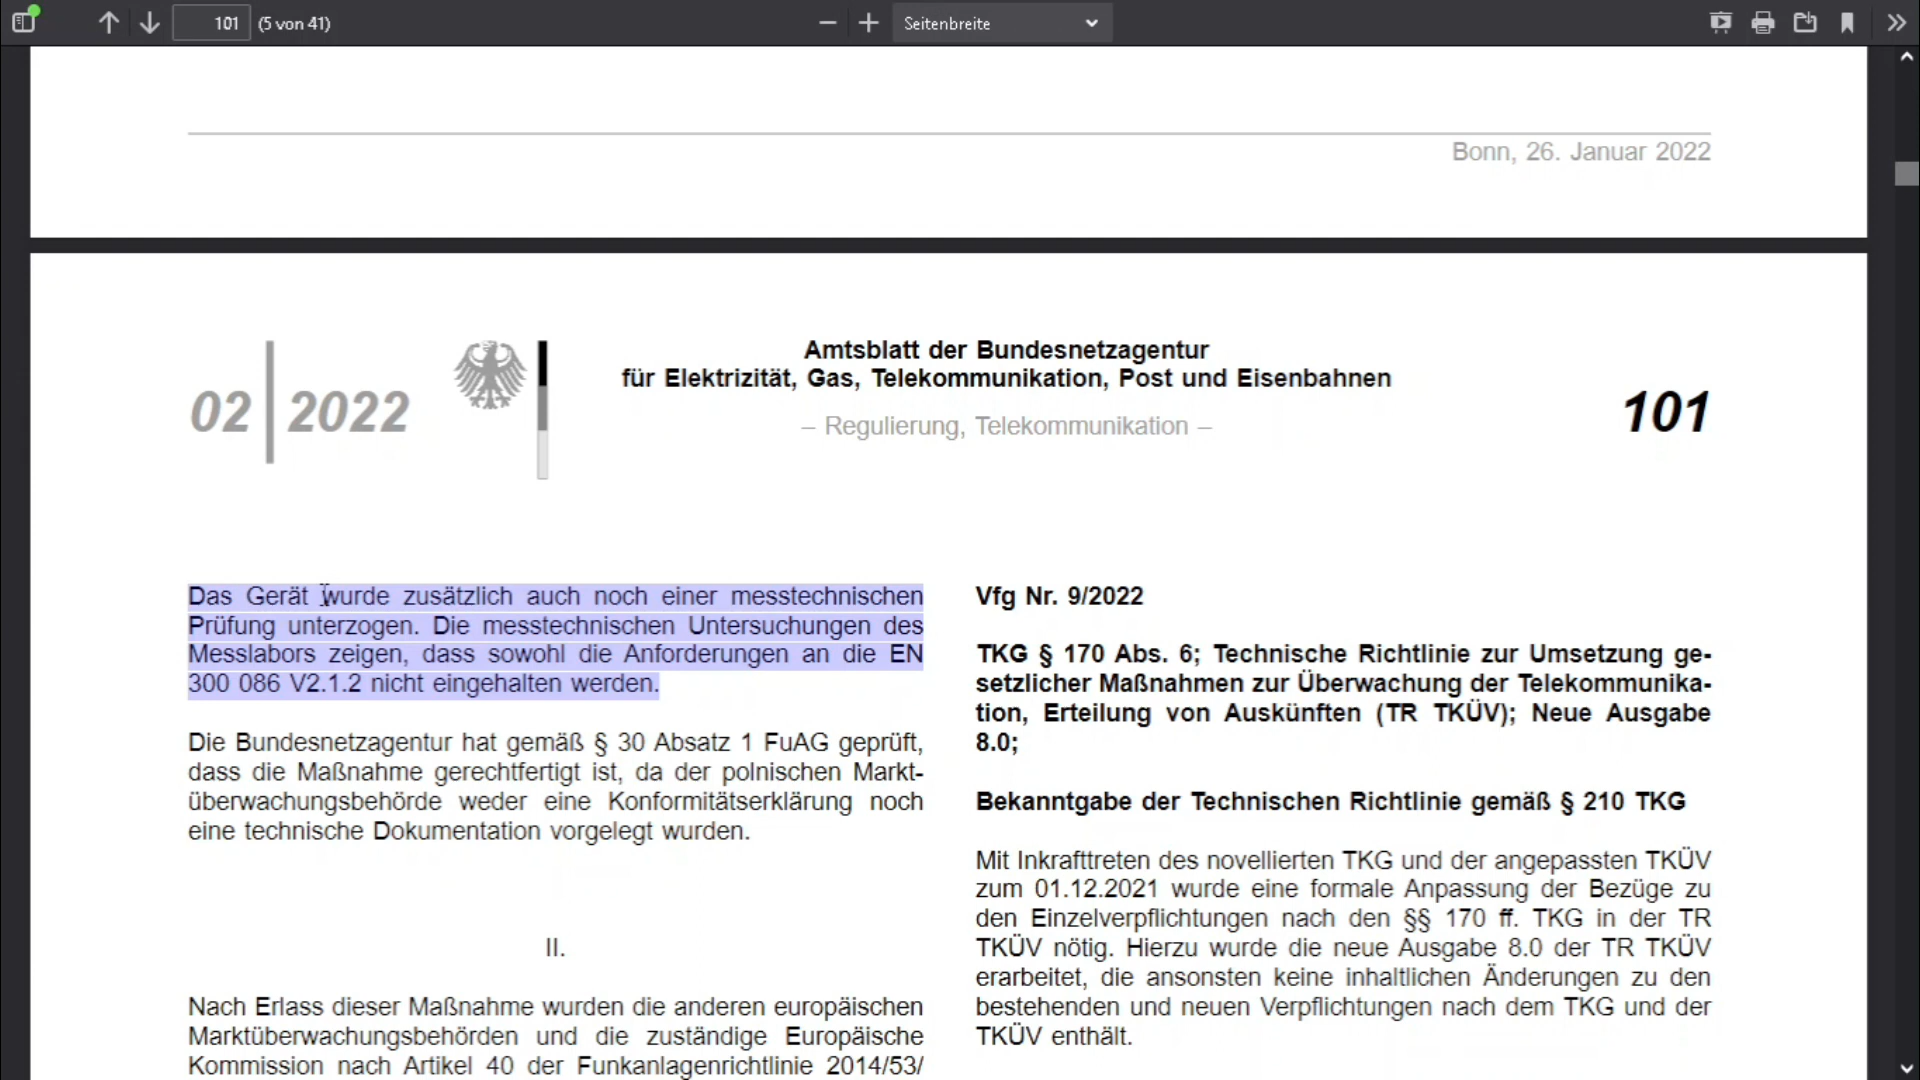 101
(5 von 41)
Seitenbreite
Bonn, 26. Januar 2022
02 2022
Amtsblatt der Bundesnetzagentur
für Elektrizität, Gas, Telekommunikation, Post und Eisenbahnen
– Regulierung, Telekommunikation –
101
Das Gerät wurde zusätzlich auch noch einer messtechnischen
Prüfung unterzogen. Die messtechnischen Untersuchungen des
Messlabors zeigen, dass sowohl die Anforderungen an die EN
300 086 V2.1.2 nicht eingehalten werden.
Die Bundesnetzagentur hat gemäß § 30 Absatz 1 FuAG geprüft,
dass die Maßnahme gerechtfertigt ist, da der polnischen Markt-
überwachungsbehörde weder eine Konformitätserklärung noch
eine technische Dokumentation vorgelegt wurden.
II.
Nach Erlass dieser Maßnahme wurden die anderen europäischen
Marktüberwachungsbehörden und die zuständige Europäische
Kommission nach Artikel 40 der Funkanlagenrichtlinie 2014/53/
Vfg Nr. 9/2022
TKG § 170 Abs. 6; Technische Richtlinie zur Umsetzung ge-
setzlicher Maßnahmen zur Überwachung der Telekommunika-
tion, Erteilung von Auskünften (TR TKÜV); Neue Ausgabe
8.0;
Bekanntgabe der Technischen Richtlinie gemäß § 210 TKG
Mit Inkrafttreten des novellierten TKG und der angepassten TKÜV
zum 01.12.2021 wurde eine formale Anpassung der Bezüge zu
den Einzelverpflichtungen nach den §§ 170 ff. TKG in der TR
TKÜV nötig. Hierzu wurde die neue Ausgabe 8.0 der TR TKÜV
erarbeitet, die ansonsten keine inhaltlichen Änderungen zu den
bestehenden und neuen Verpflichtungen nach dem TKG und der
TKÜV enthält.